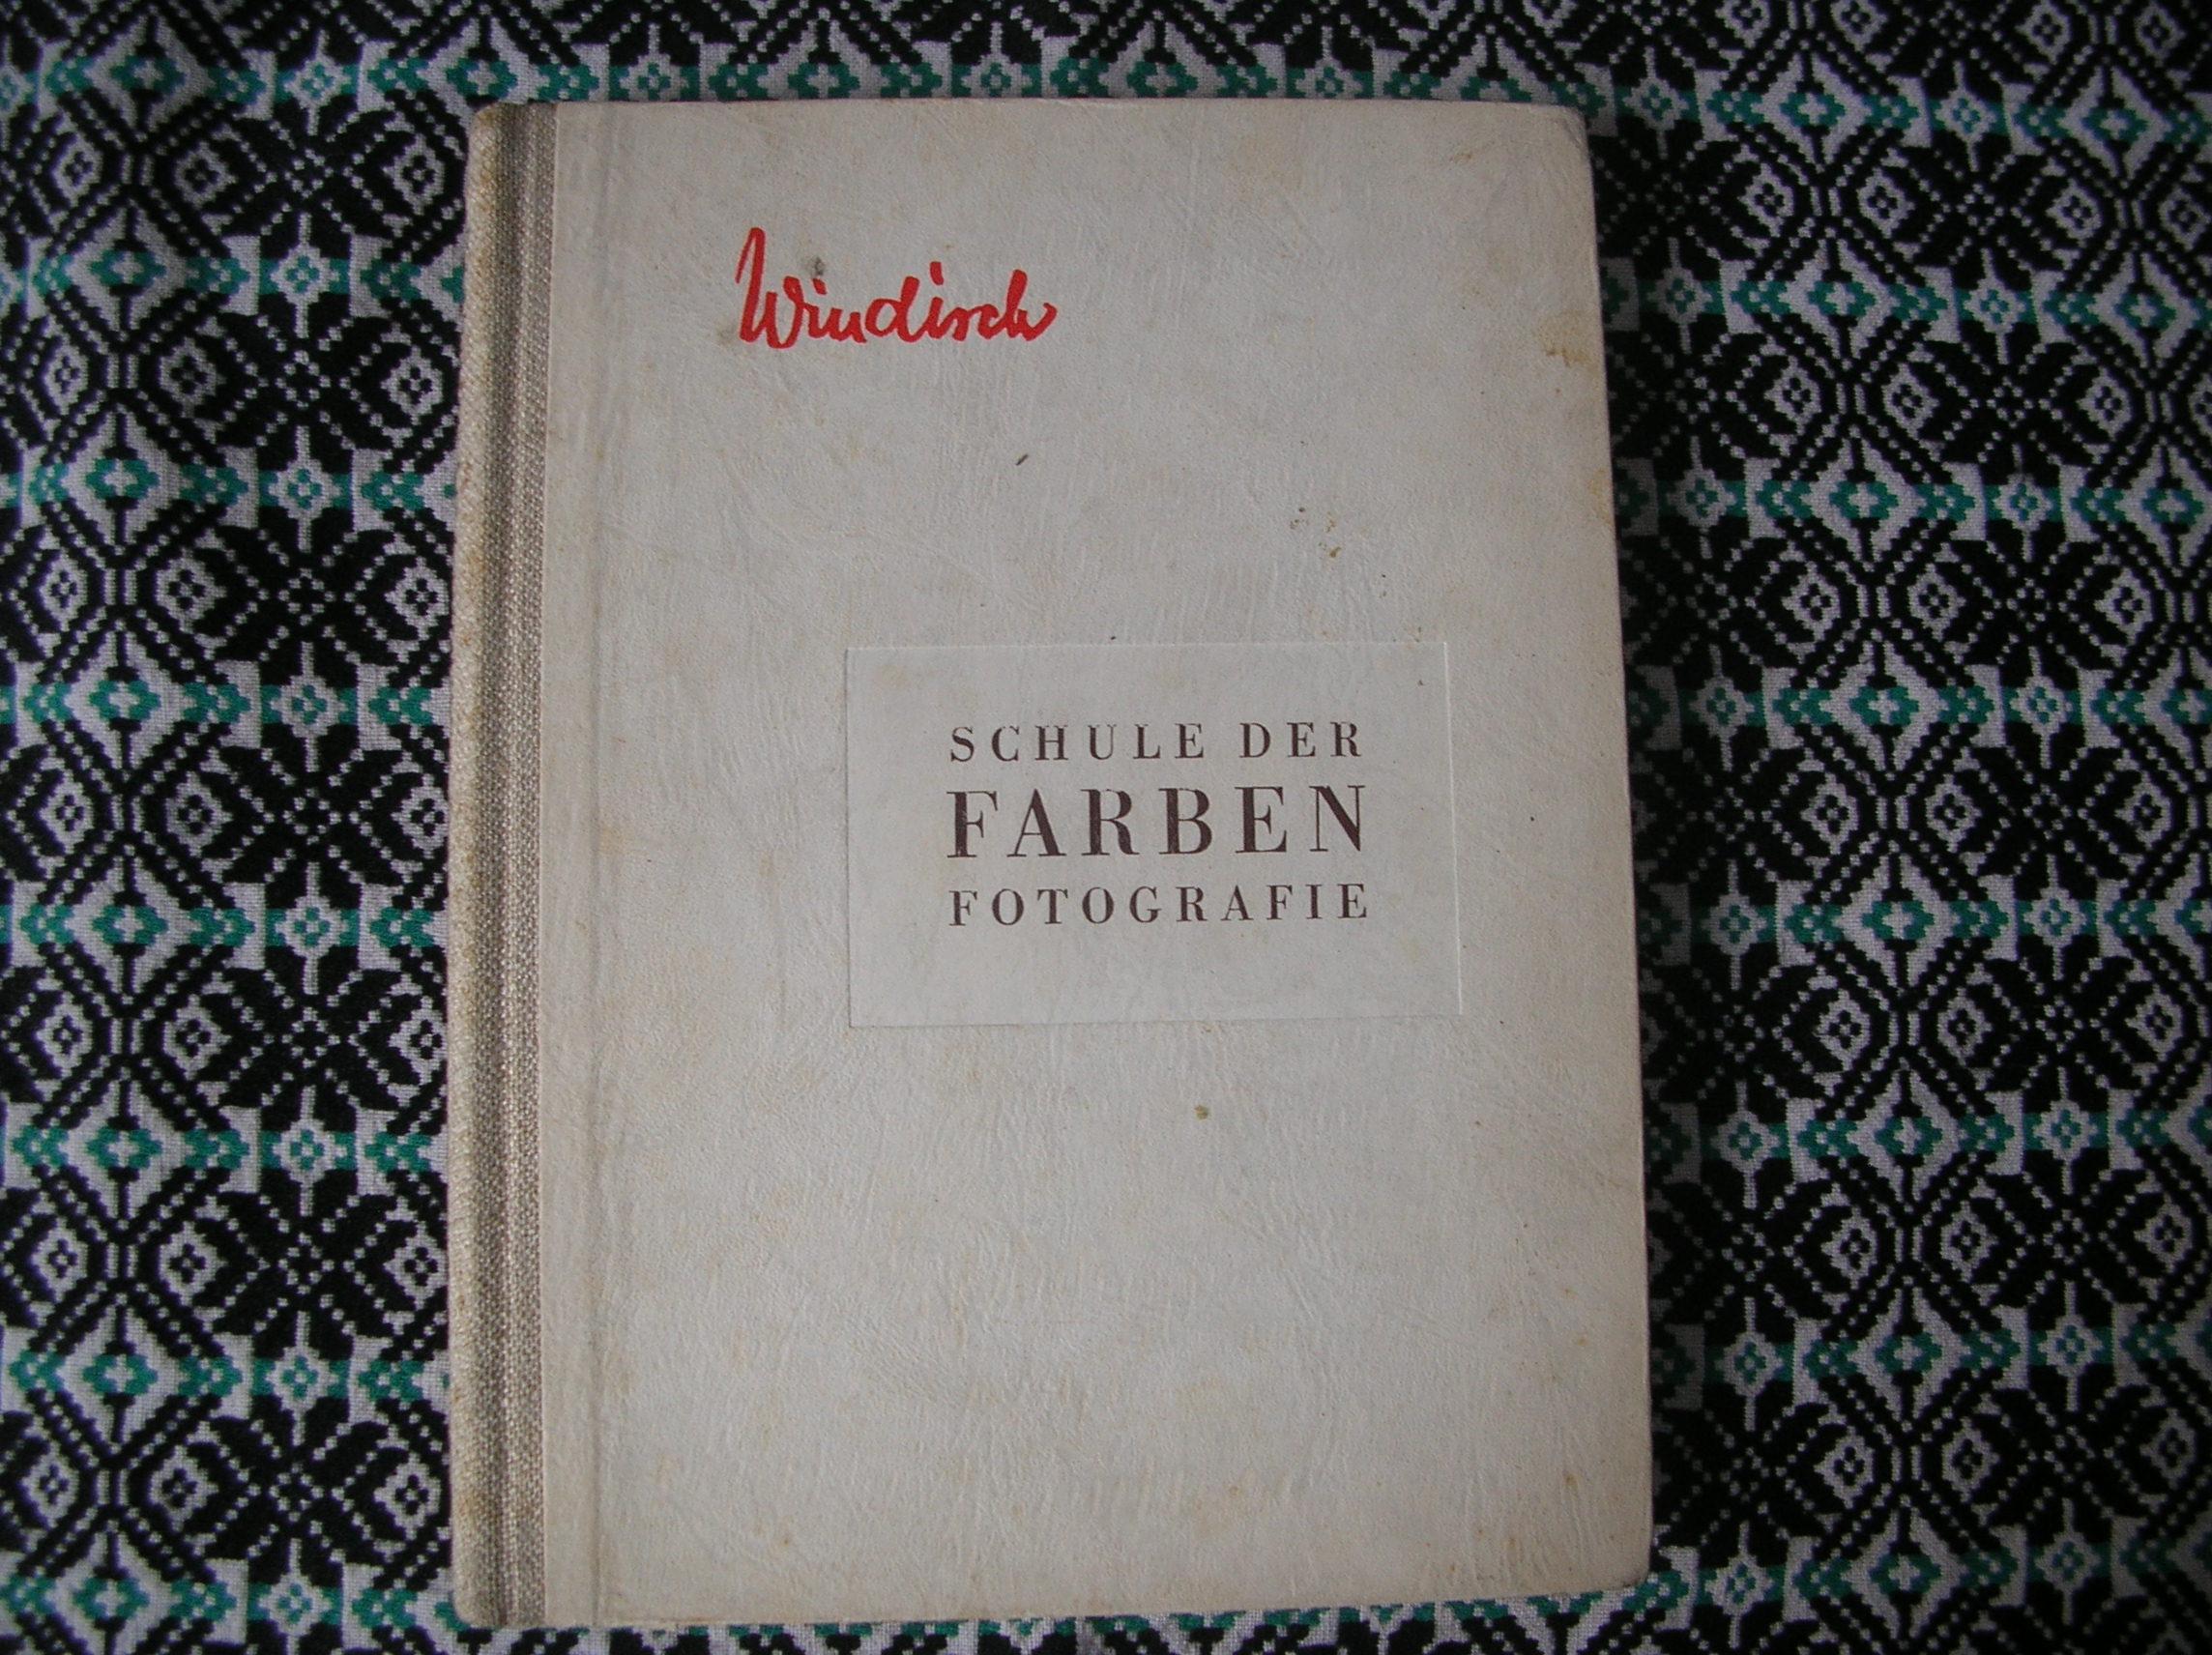 Windisch
SCHULE DER
FARBEN
FOTOGRAFIE